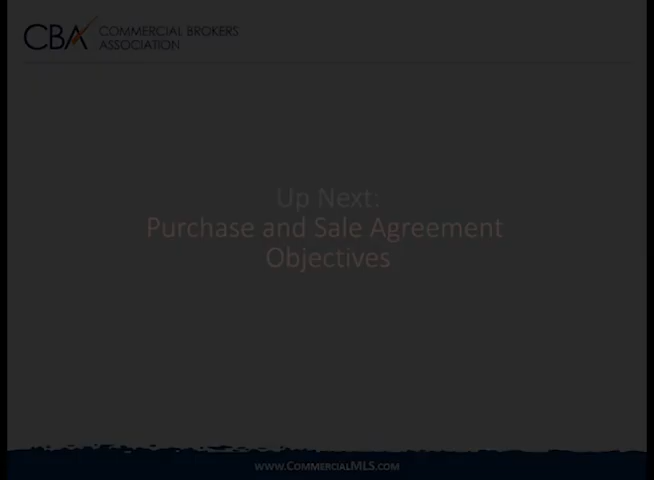 CBA COMMERCIAL BROKERS
ASSOCIATION
Up Next:
Purchase and Sale Agreement
Objectives
www.CommercialMLS.com